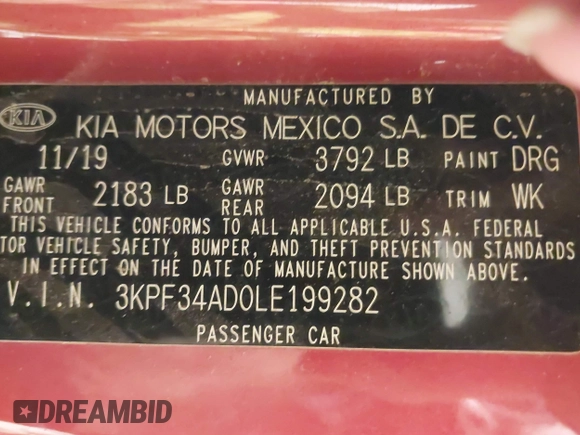 MANUFACTURED BY
KIA KIA MOTORS MEXICO S.A. DE C.V.
11/19 GVWR 3792 LB PAINT DRG
GAWR FRONT 2183 LB GAWR REAR 2094 LB TRIM WK
THIS VEHICLE CONFORMS TO ALL APPLICABLE U.S.A. FEDERAL
TOR VEHICLE SAFETY, BUMPER, AND THEFT PREVENTION STANDARDS
IN EFFECT ON THE DATE OF MANUFACTURE SHOWN ABOVE.
V.I.N. 3KPF34AD0LE199282
PASSENGER CAR
DREAMBID